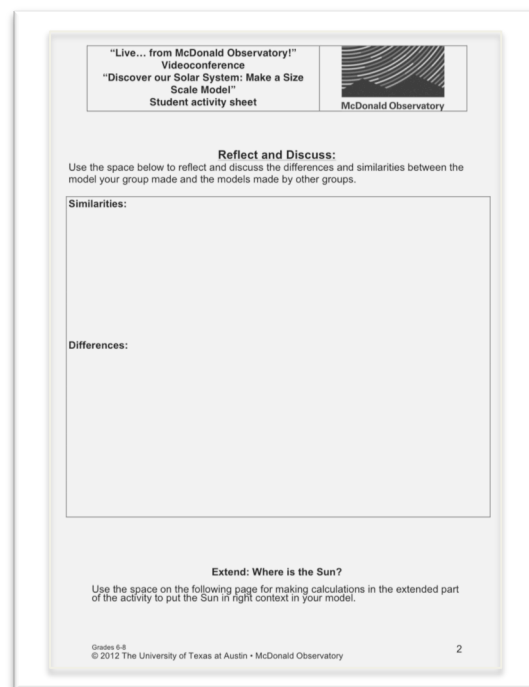 “Live… from McDonald Observatory!”
Videoconference
“Discover our Solar System: Make a Size
Scale Model”
Student activity sheet
McDonald Observatory
Reflect and Discuss:
Use the space below to reflect and discuss the differences and similarities between the
model your group made and the models made by other groups.
Similarities:
Differences:
Extend: Where is the Sun?
Use the space on the following page for making calculations in the extended part
of the activity to put the Sun in right context in your model.
Grades 6-8
© 2012 The University of Texas at Austin • McDonald Observatory
2